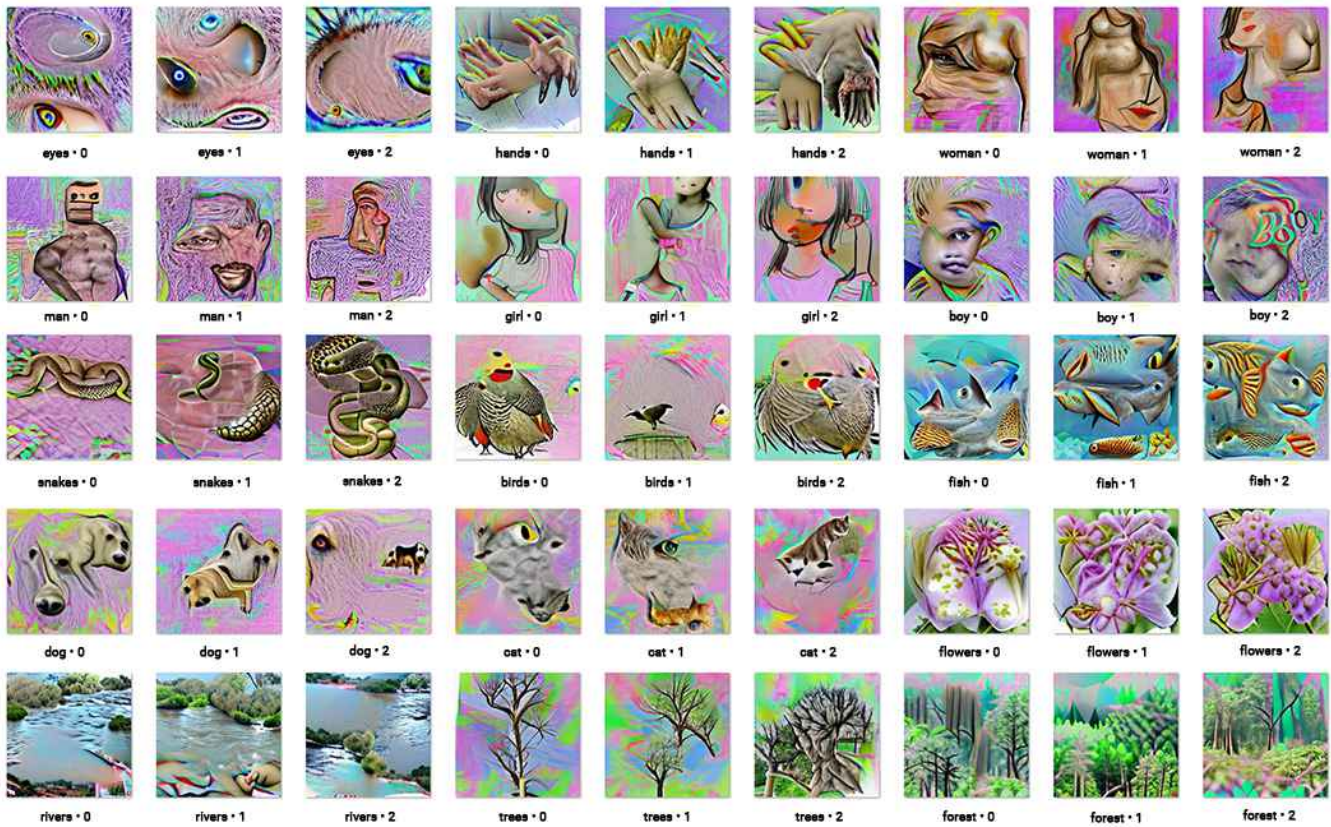 eyes • 0 eyes • 1 eyes • 2 hands • 0 hands • 1 hands • 2 woman • 0 woman • 1 woman • 2
BOY
man • 0 man • 1 man • 2 girl • 0 girl • 1 girl • 2 boy • 0 boy • 1 boy • 2
snakes • 0 snakes • 1 snakes • 2 birds • 0 birds • 1 birds • 2 fish • 0 fish • 1 fish • 2
dog • 0 dog • 1 dog • 2 cat • 0 cat • 1 cat • 2 flowers • 0 flowers • 1 flowers • 2
rivers • 0 rivers • 1 rivers • 2 trees • 0 trees • 1 trees • 2 forest • 0 forest • 1 forest • 2